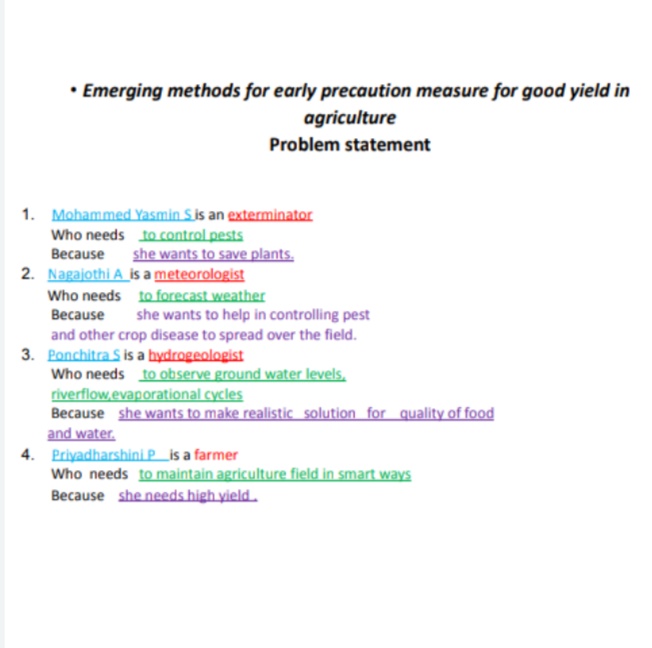 • Emerging methods for early precaution measure for good yield in
agriculture
Problem statement
1. Mohammed Yasmin S is an exterminator
Who needs to control pests
Because she wants to save plants.
2. Nagajothi A is a meteorologist
Who needs to forecast weather
Because she wants to help in controlling pest
and other crop disease to spread over the field.
3. Ponchitra S is a hydrogeologist
Who needs to observe ground water levels,
riverflow,evaporational cycles
Because she wants to make realistic solution for quality of food
and water.
4. Priyadharshini P is a farmer
Who needs to maintain agriculture field in smart ways
Because she needs high yield .